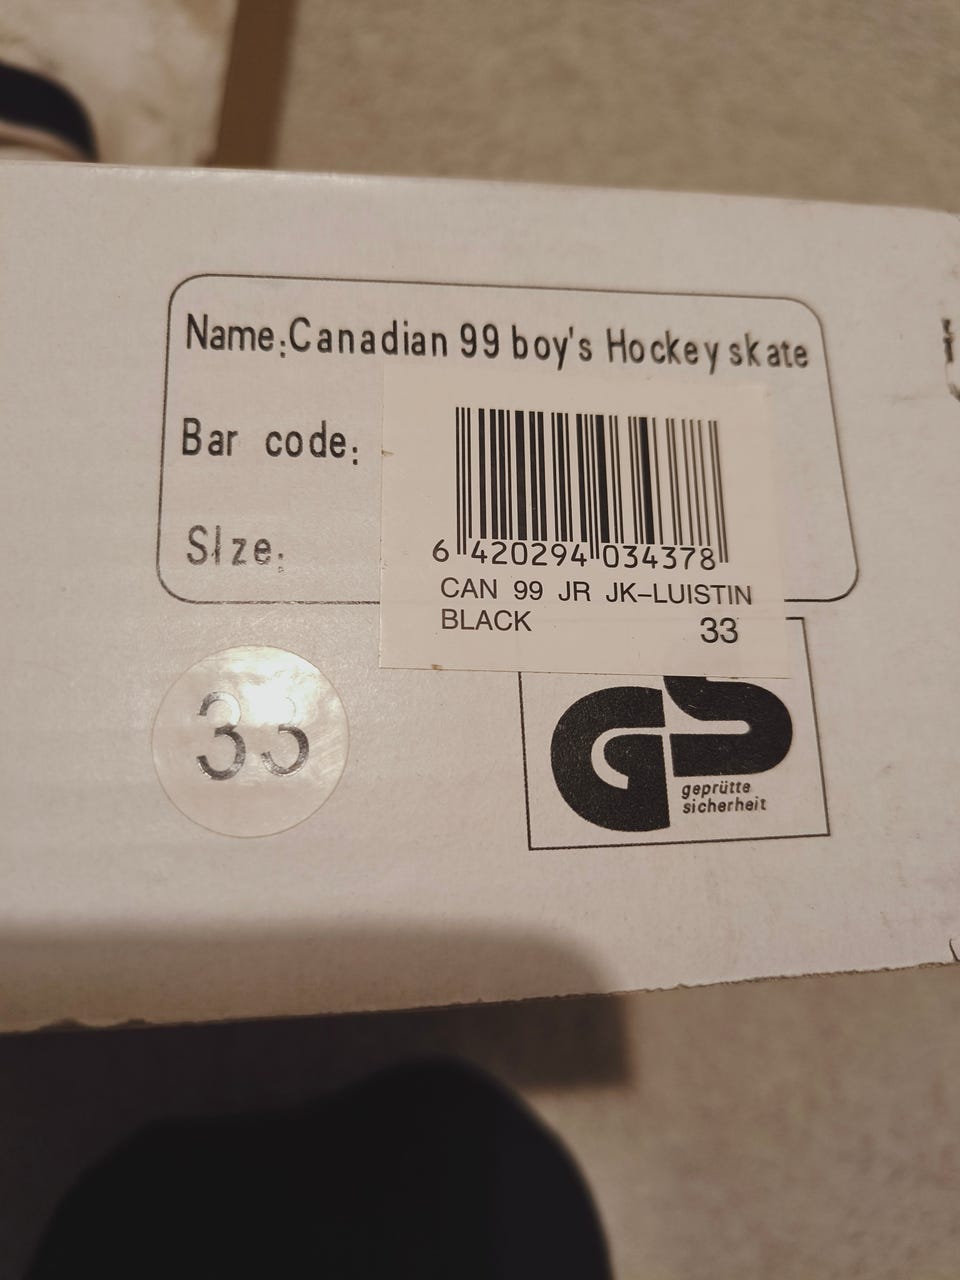 Name:Canadian 99 boy's Hockey skate
Bar code:
SIze:
6 420294 034378
CAN 99 JR JK-LUISTIN
BLACK 33
33
GS
geprüfte
sicherheit